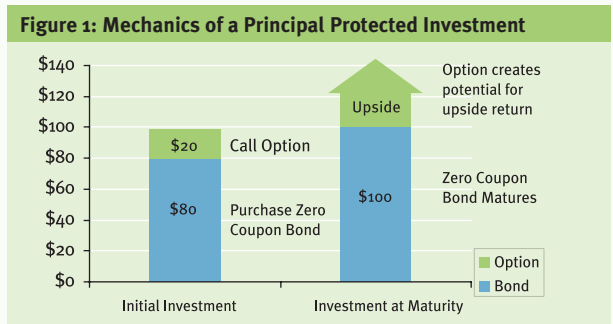 Figure 1: Mechanics of a Principal Protected Investment
$140
$120
$100
$80
$60
$40
$20
$0
$20
Call Option
$80
Purchase Zero
Coupon Bond
Upside
$100
Option creates
potential for
upside return
Zero Coupon
Bond Matures
Option
Bond
Initial Investment
Investment at Maturity